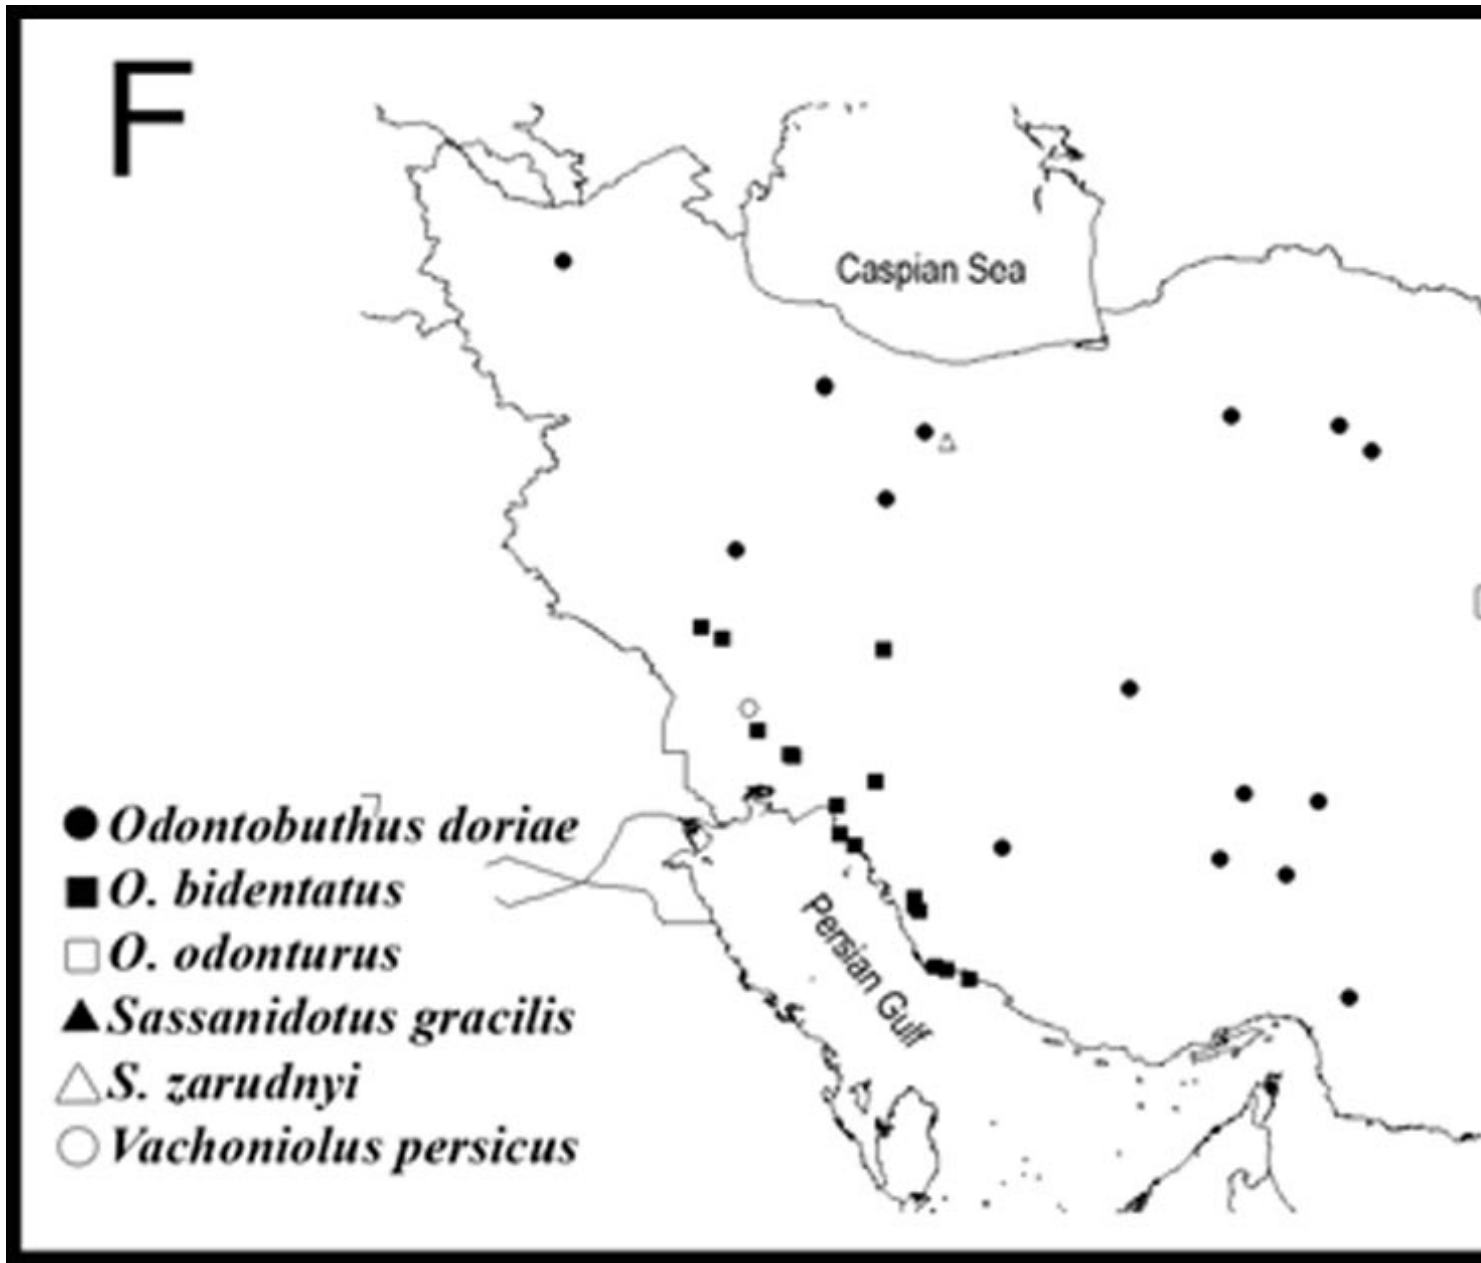 F
Caspian Sea
Persian Gulf
Odontobuthus doriae
O. bidentatus
O. odonturus
Sassanidotus gracilis
S. zarudnyi
Vachoniolus persicus